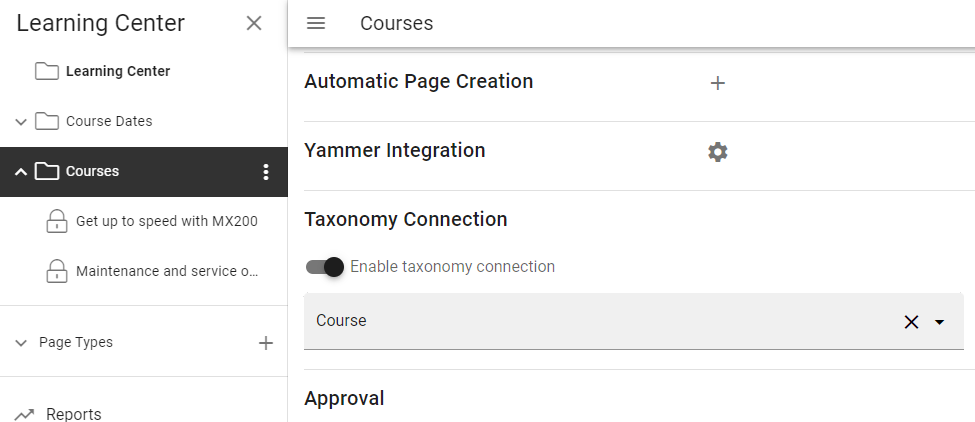 Learning Center
Learning Center
Course Dates
Courses
Get up to speed with MX200
Maintenance and service o...
Page Types
Reports
Courses
Automatic Page Creation
Yammer Integration
Taxonomy Connection
Enable taxonomy connection
Course
Approval